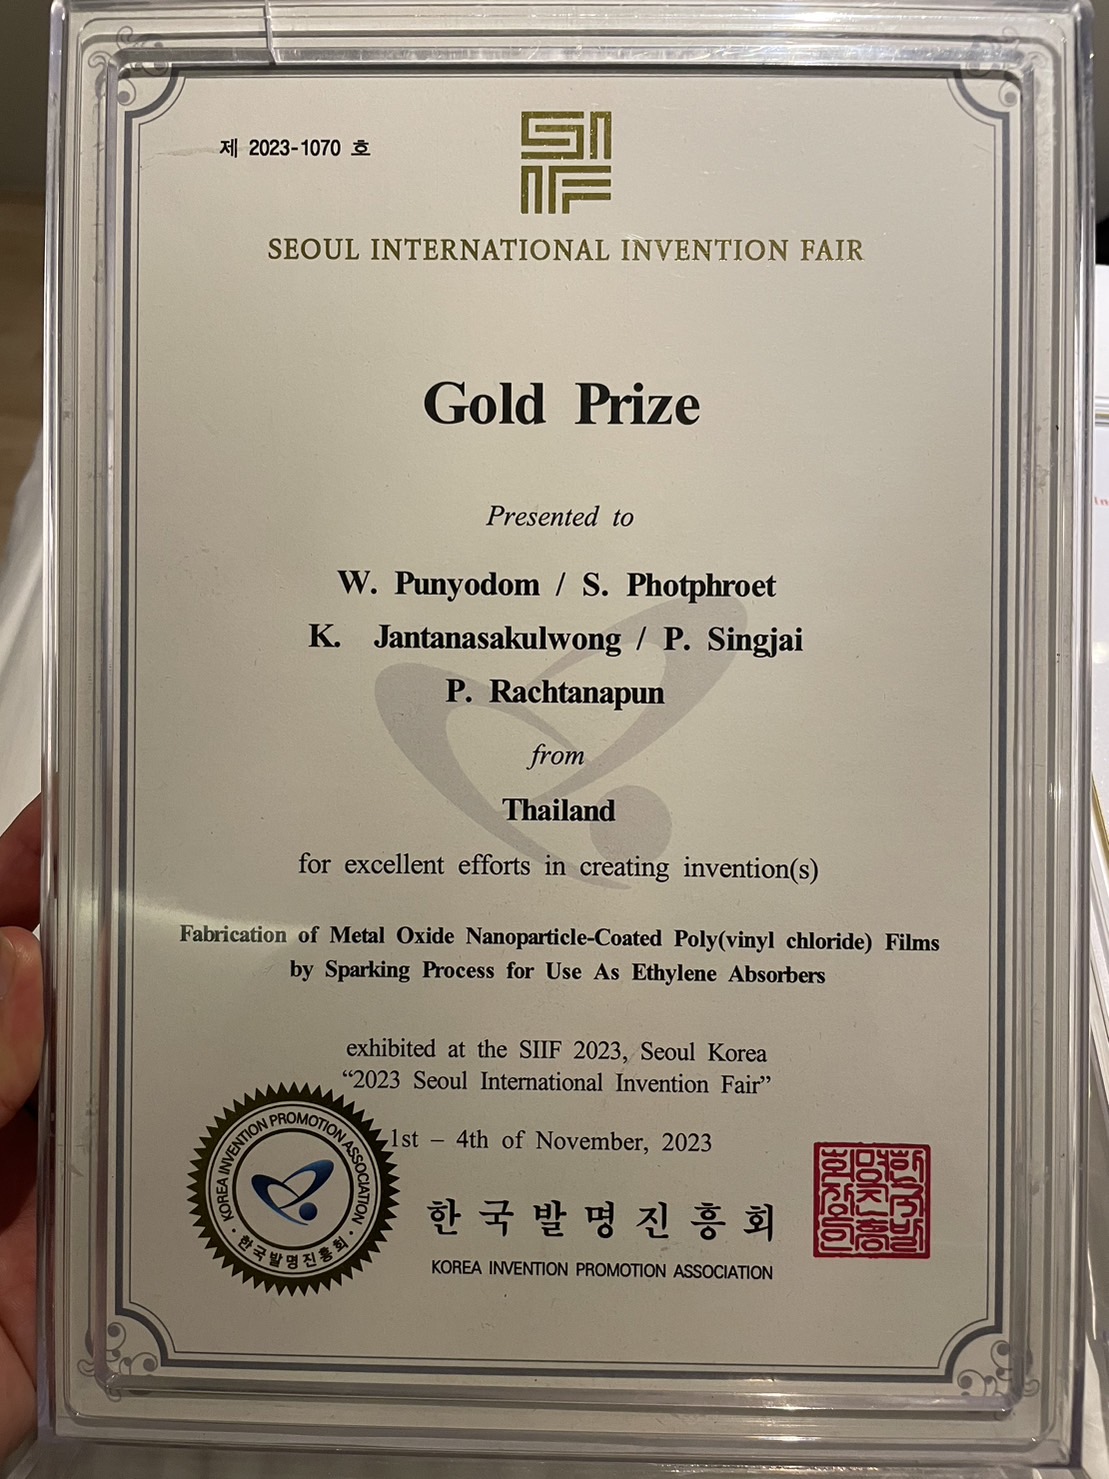 제 2023-1070 호
SIIF
SEOUL INTERNATIONAL INVENTION FAIR
Gold Prize
Presented to
W. Punyodom / S. Photphroet
K. Jantanasakulwong / P. Singjai
P. Rachtanapun
from
Thailand
for excellent efforts in creating invention(s)
Fabrication of Metal Oxide Nanoparticle-Coated Poly(vinyl chloride) Films
by Sparking Process for Use As Ethylene Absorbers
exhibited at the SIIF 2023, Seoul Korea
“2023 Seoul International Invention Fair”
1st – 4th of November, 2023
KOREA INVENTION PROMOTION ASSOCIATION
한국발명진흥회
한국발명진흥회
KOREA INVENTION PROMOTION ASSOCIATION